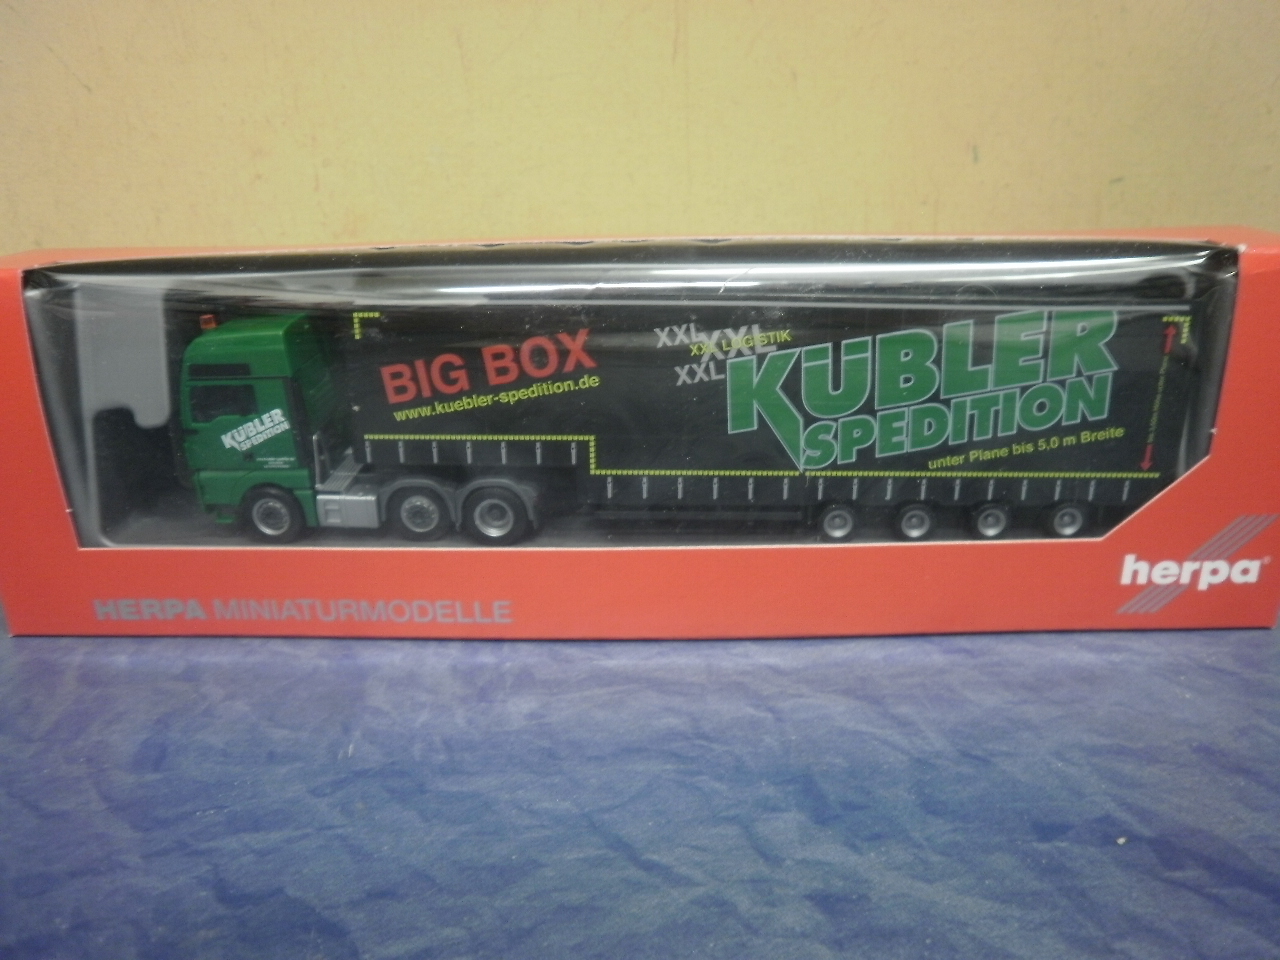 BIG BOX
www.kuebler-spedition.de
XXL
XXL
XXL LOGISTIK
XXL
KÜBLER
SPEDITION
unter Plane bis 5,0 m Breite
KÜBLER
SPEDITION
herpa
HERPA MINIATURMODELLE